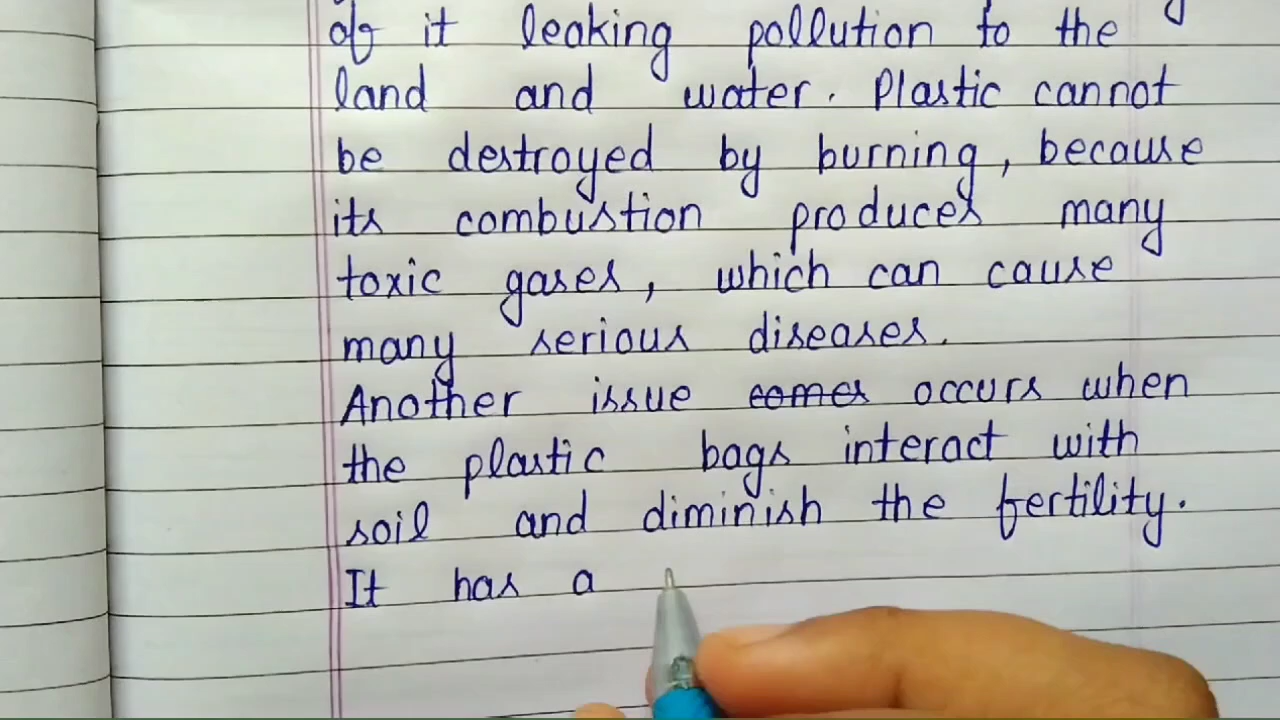 of it leaking pollution to the
land and water. Plastic cannot
be destroyed by burning, because
its combustion produces many
toxic gases, which can cause
many serious diseases.
Another issue comes occurs when
the plastic bags interact with
soil and diminish the fertility.
It has a